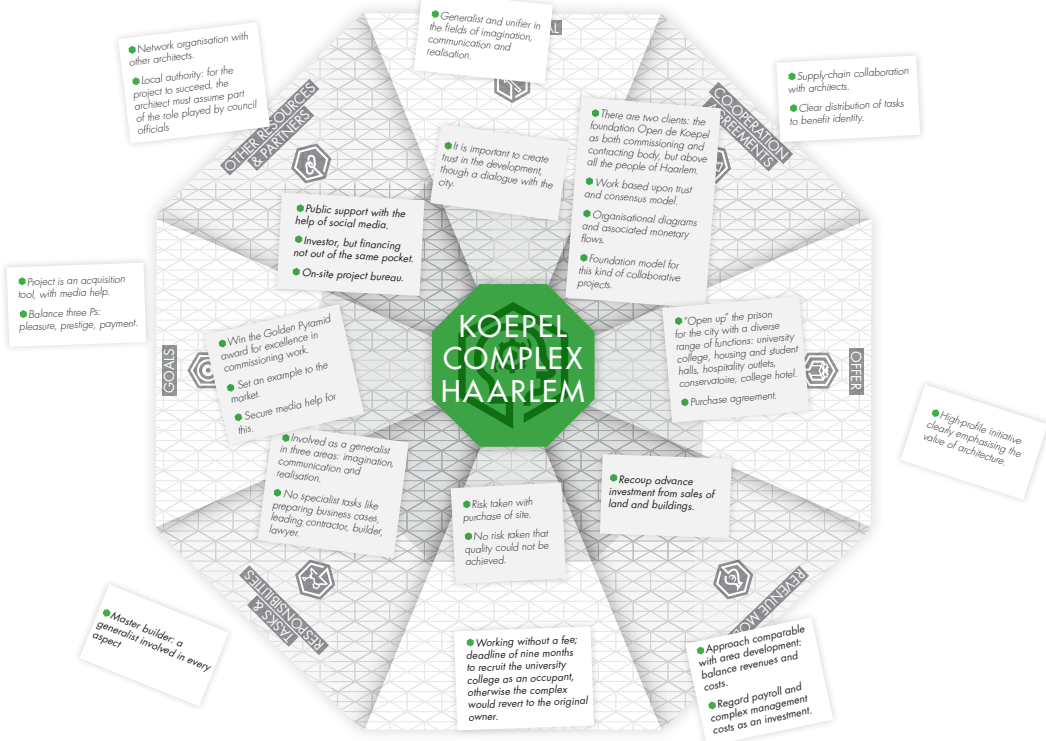 Generalist and unifier in
the fields of imagination,
communication and
realisation.
AL
Network organisation with
other architects.
Local authority: for the
project to succeed, the
architect must assume part
of the role played by council
officials
OTHER RESOURCES
& PARTNERS
Supply-chain collaboration
with architects.
Clear distribution of tasks
to benefit identity.
COOPERATION
AGREEMENTS
It is important to create
trust in the development,
though a dialogue with the
city.
There are two clients: the
foundation Open de Koepel
as both commissioning and
contracting body, but above
all the people of Haarlem.
Work based upon trust
and consensus model.
Organisational diagrams
and associated monetary
flows.
Foundation model for
this kind of collaborative
projects.
Public support with the
help of social media.
Investor, but financing
not out of the same pocket.
On-site project bureau.
Project is an acquisition
tool, with media help.
Balance three Ps:
pleasure, prestige, payment.
GOALS
Win the Golden Pyramid
award for excellence in
commissioning work.
Set an example to the
market.
Secure media help for
this.
KOEPEL
COMPLEX
HAARLEM
"Open up" the prison
for the city with a diverse
range of functions: university
college, housing and student
halls, hospitality outlets,
conservatoire, college hotel.
Purchase agreement.
OFFER
High-profile initiative
clearly emphasising the
value of architecture.
Involved as a generalist
in three areas: imagination,
communication and
realisation.
No specialist tasks like
preparing business cases,
leading contractor, builder,
lawyer.
Risk taken with
purchase of site.
No risk taken that
quality could not be
achieved.
Recoup advance
investment from sales of
land and buildings.
TASKS &
RESPONSIBILITIES
REVENUE MO
Master builder: a
generalist involved in every
aspect
Working without a fee;
deadline of nine months
to recruit the university
college as an occupant,
otherwise the complex
would revert to the original
owner.
Approach comparable
with area development:
balance revenues and
costs.
Regard payroll and
complex management
costs as an investment.